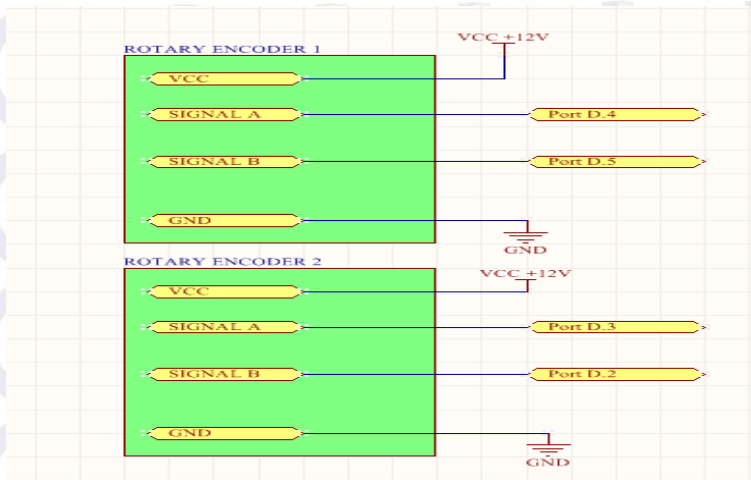 VCC +12V
ROTARY ENCODER 1
VCC
SIGNAL A
Port D.4
SIGNAL B
Port D.5
GND
GND
ROTARY ENCODER 2
VCC +12V
VCC
SIGNAL A
Port D.3
SIGNAL B
Port D.2
GND
GND